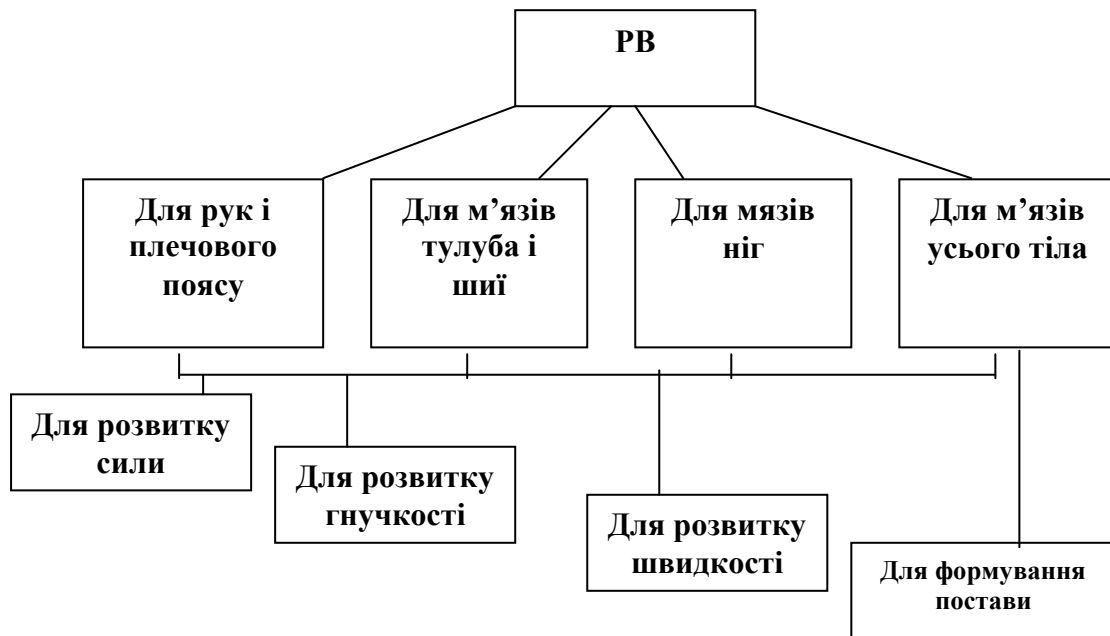 РВ
Для рук і
плечового
поясу
Для м’язів
тулуба і
шиї
Для мязів
ніг
Для м’язів
усього тіла
Для розвитку
сили
Для розвитку
гнучкості
Для розвитку
швидкості
Для формування
постави